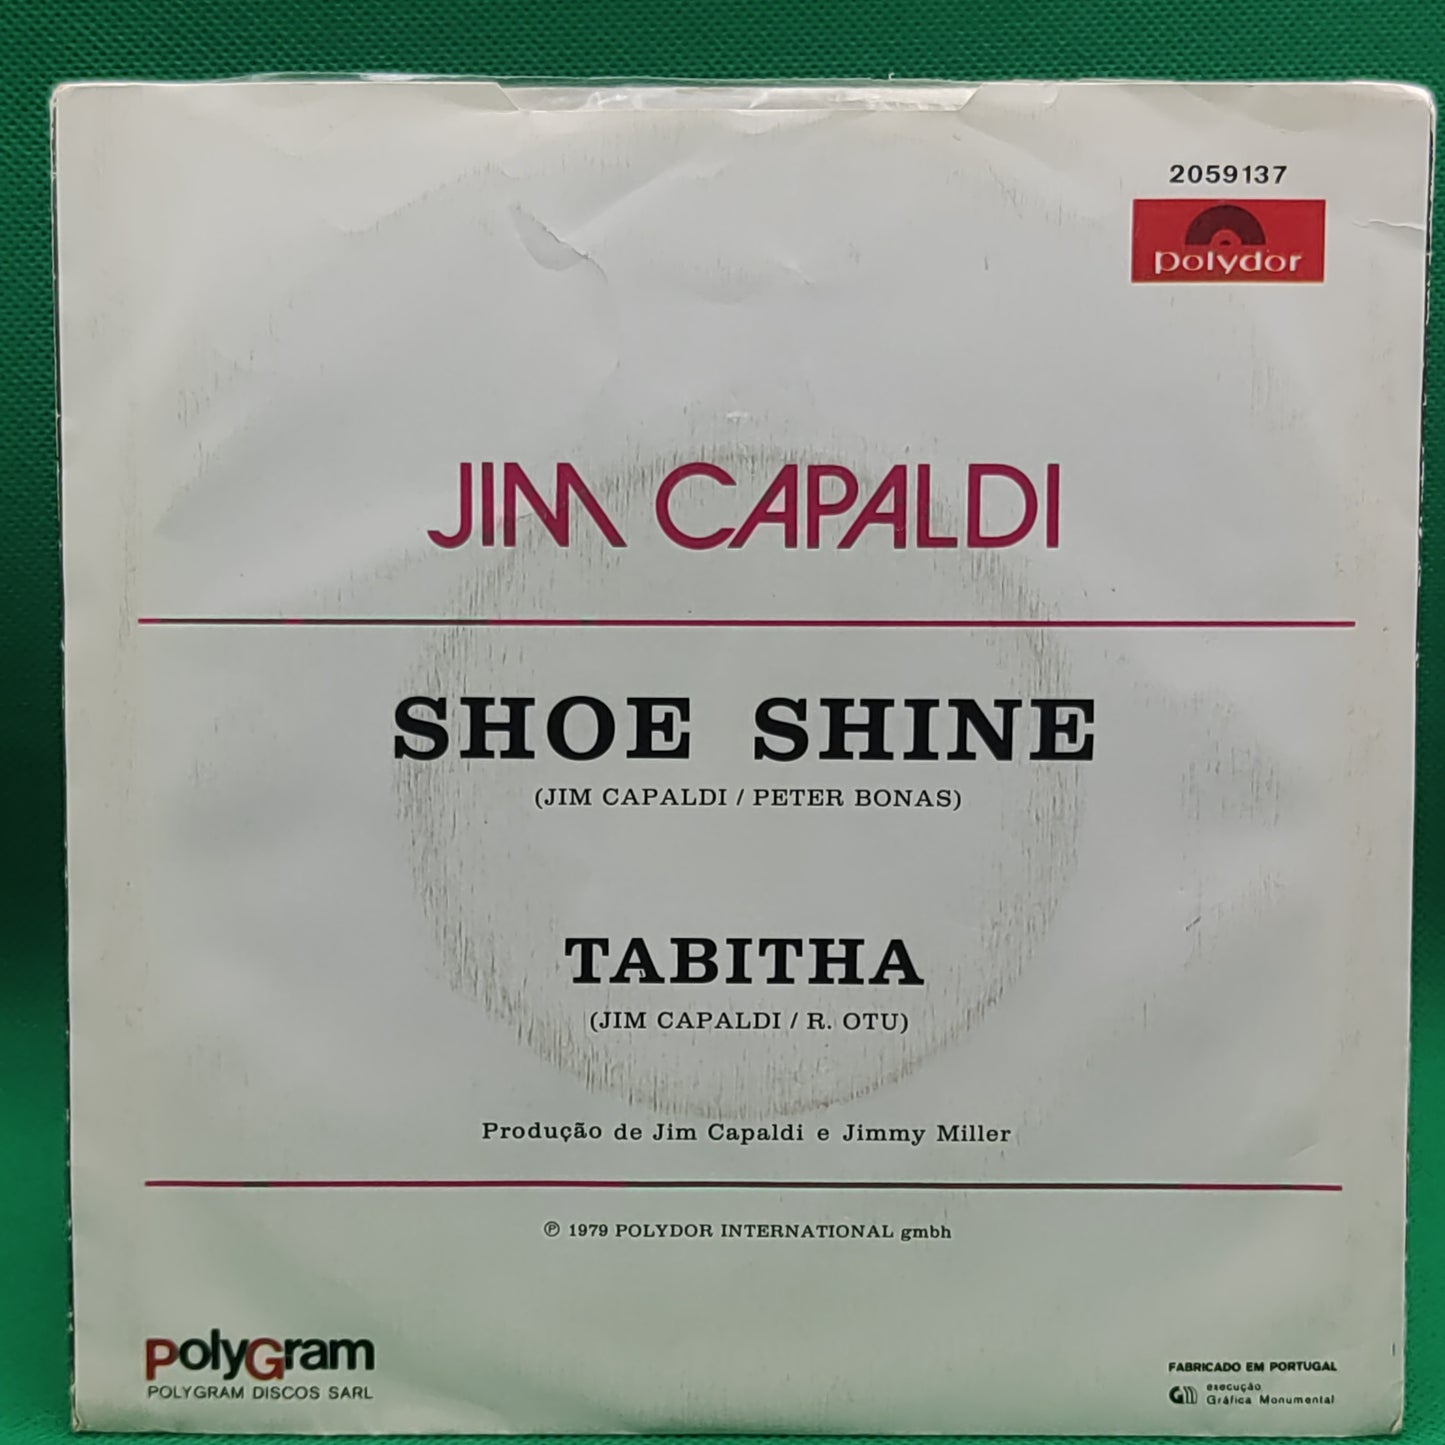 2059137
polydor
JIM CAPALDI
SHOE SHINE
(JIM CAPALDI / PETER BONAS)
TABITHA
(JIM CAPALDI / R. OTU)
Produção de Jim Capaldi e Jimmy Miller
℗ 1979 POLYDOR INTERNATIONAL gmbh
PolyGram
POLYGRAM DISCOS SARL
FABRICADO EM PORTUGAL
execução
Gráfica Monumental